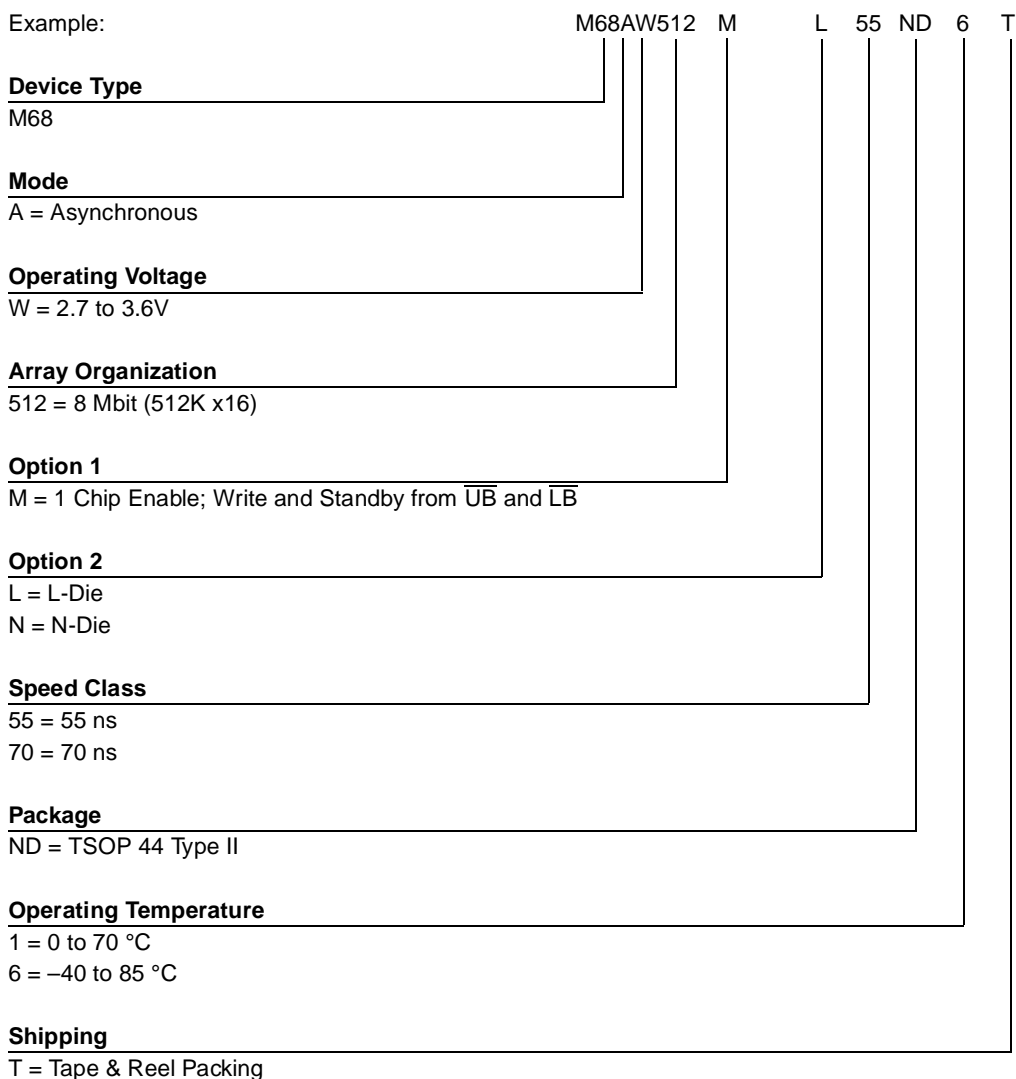 Example: M68AW512 M L 55 ND 6 T
Device Type
M68
Mode
A = Asynchronous
Operating Voltage
W = 2.7 to 3.6V
Array Organization
512 = 8 Mbit (512K x16)
Option 1
M = 1 Chip Enable; Write and Standby from U̅B̅ and L̅B̅
Option 2
L = L-Die
N = N-Die
Speed Class
55 = 55 ns
70 = 70 ns
Package
ND = TSOP 44 Type II
Operating Temperature
1 = 0 to 70 °C
6 = –40 to 85 °C
Shipping
T = Tape & Reel Packing